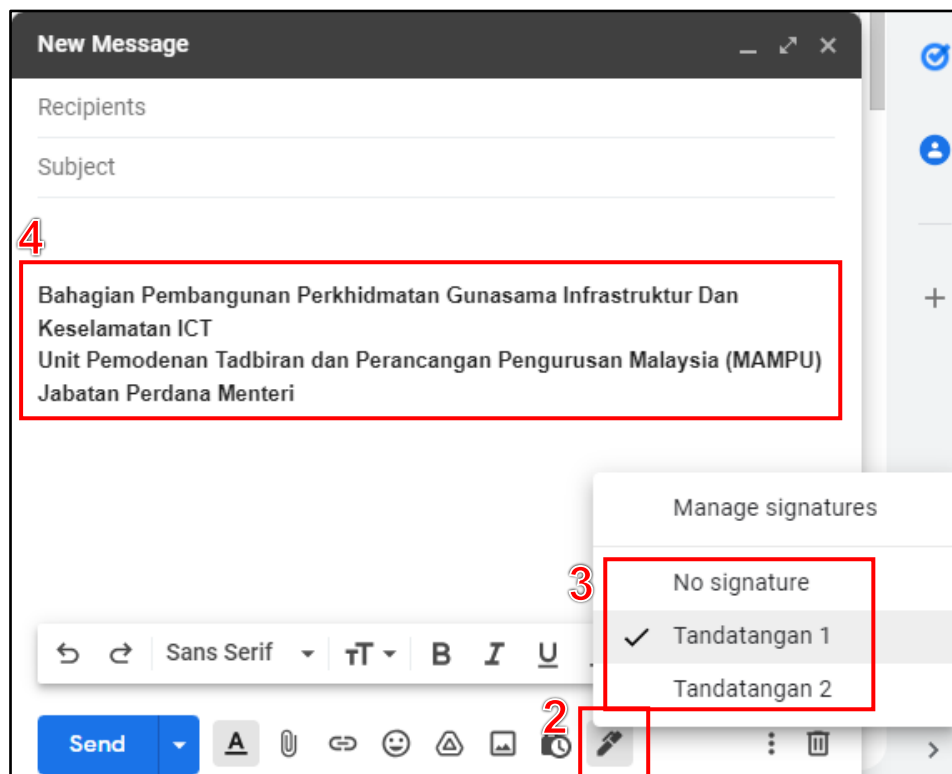 New Message
Recipients
Subject
4
Bahagian Pembangunan Perkhidmatan Gunasama Infrastruktur Dan
Keselamatan ICT
Unit Pemodenan Tadbiran dan Perancangan Pengurusan Malaysia (MAMPU)
Jabatan Perdana Menteri
Manage signatures
3
No signature
Tandatangan 1
Tandatangan 2
Sans Serif
B I U
2
Send
A